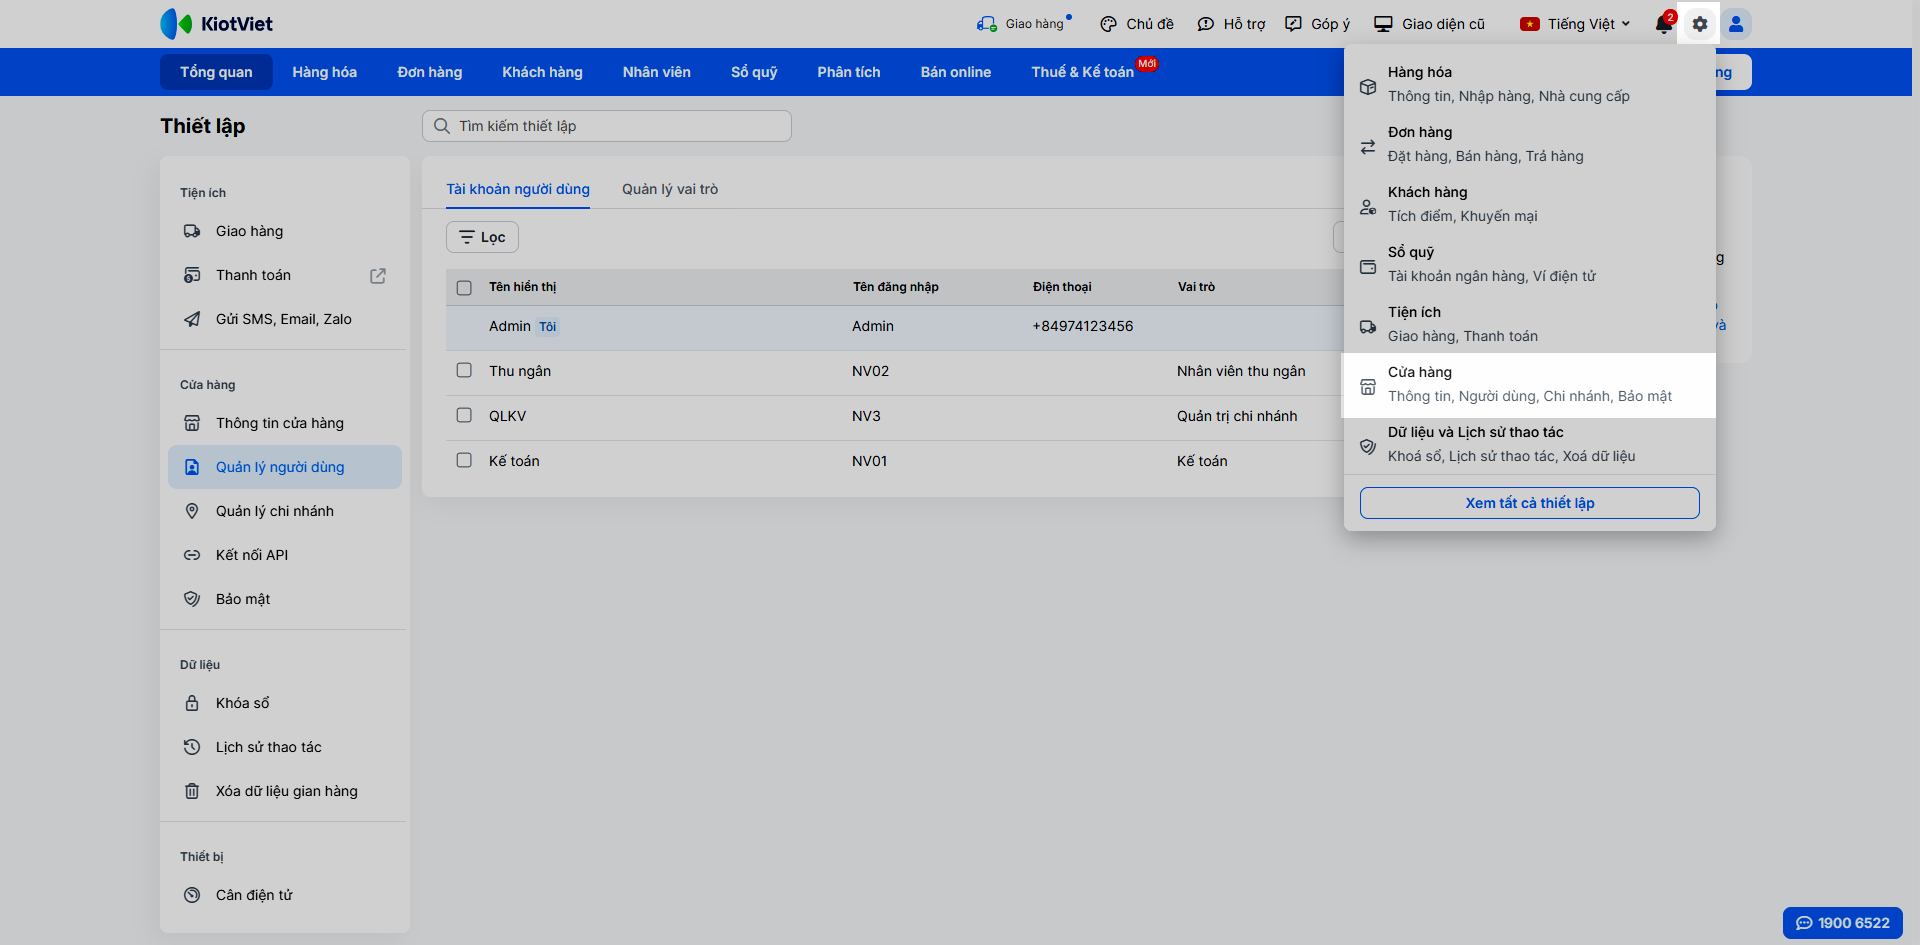 KiotViet
Giao hàng
Chủ đề
Hỗ trợ
Góp ý
Giao diện cũ
Tiếng Việt
2
Tổng quan
Hàng hóa
Đơn hàng
Khách hàng
Nhân viên
Sổ quỹ
Phân tích
Bán online
Thuế & Kế toán
Mới
ng
Thiết lập
Tìm kiếm thiết lập
Tiện ích
Giao hàng
Thanh toán
Gửi SMS, Email, Zalo
Cửa hàng
Thông tin cửa hàng
Quản lý người dùng
Quản lý chi nhánh
Kết nối API
Bảo mật
Dữ liệu
Khóa sổ
Lịch sử thao tác
Xóa dữ liệu gian hàng
Thiết bị
Cân điện tử
Tài khoản người dùng
Quản lý vai trò
Lọc
Tên hiển thị Tên đăng nhập Điện thoại Vai trò
Admin Tôi Admin +84974123456
Thu ngân NV02 Nhân viên thu ngân
QLKV NV3 Quản trị chi nhánh
Kế toán NV01 Kế toán
Hàng hóa
Thông tin, Nhập hàng, Nhà cung cấp
Đơn hàng
Đặt hàng, Bán hàng, Trả hàng
Khách hàng
Tích điểm, Khuyến mại
Sổ quỹ
Tài khoản ngân hàng, Ví điện tử
Tiện ích
Giao hàng, Thanh toán
Cửa hàng
Thông tin, Người dùng, Chi nhánh, Bảo mật
Dữ liệu và Lịch sử thao tác
Khoá sổ, Lịch sử thao tác, Xoá dữ liệu
Xem tất cả thiết lập
g
và
1900 6522